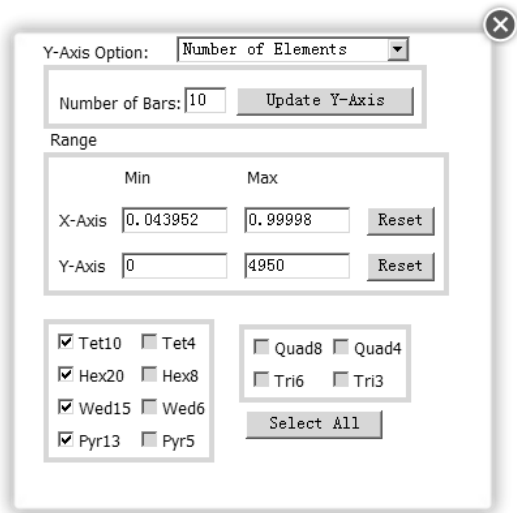 Y-Axis Option: Number of Elements
Number of Bars: 10 Update Y-Axis
Range
Min Max
X-Axis 0.043952 0.99998 Reset
Y-Axis 0 4950 Reset
Tet10 Tet4
Hex20 Hex8
Wed15 Wed6
Pyr13 Pyr5
Quad8 Quad4
Tri6 Tri3
Select All